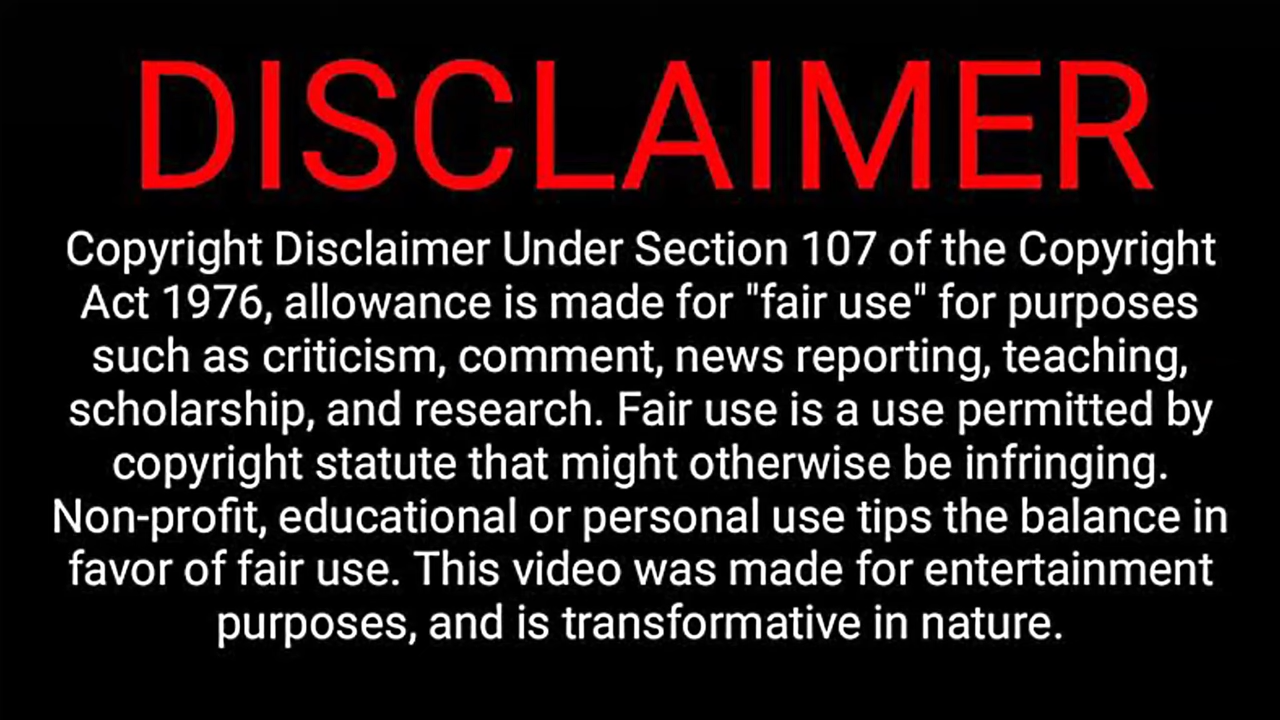 DISCLAIMER
Copyright Disclaimer Under Section 107 of the Copyright
Act 1976, allowance is made for "fair use" for purposes
such as criticism, comment, news reporting, teaching,
scholarship, and research. Fair use is a use permitted by
copyright statute that might otherwise be infringing.
Non-profit, educational or personal use tips the balance in
favor of fair use. This video was made for entertainment
purposes, and is transformative in nature.